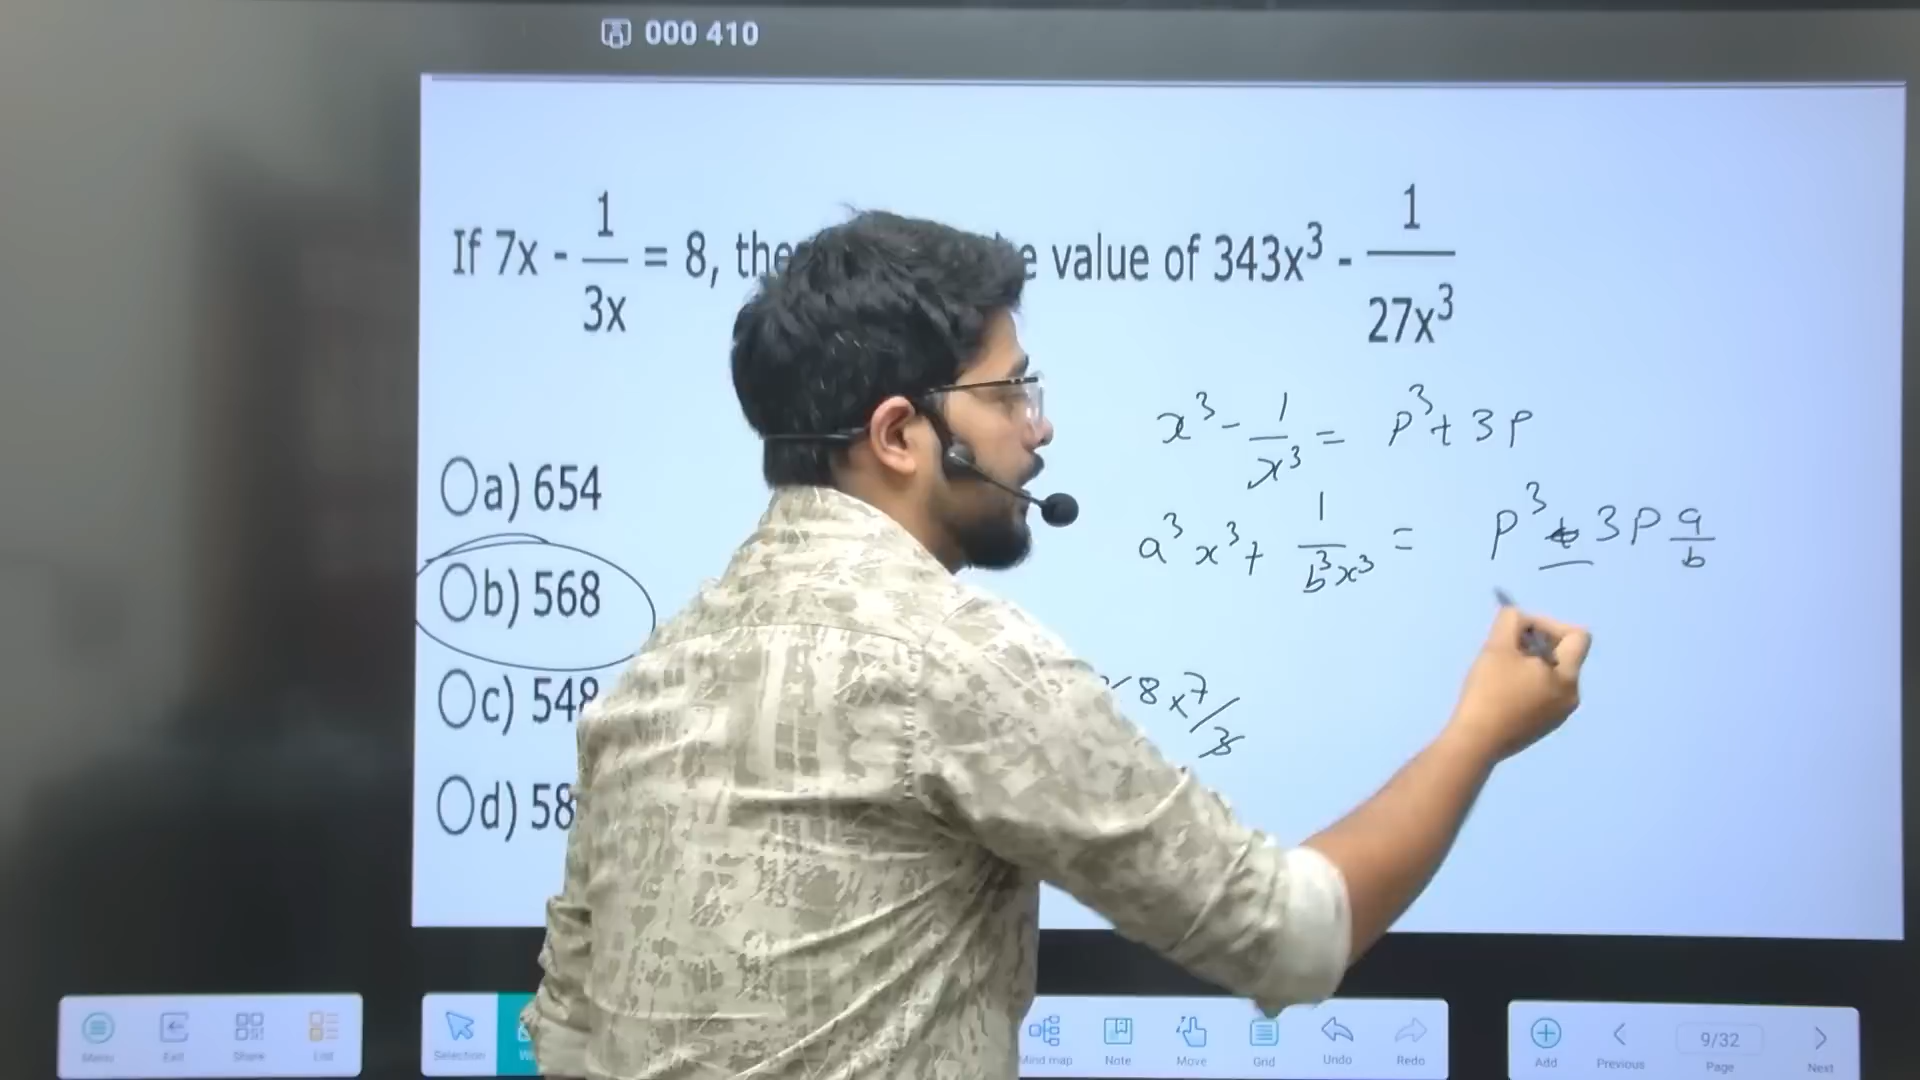 000 410
If 7x - 1/3x = 8, the value of 343x³ - 1/27x³
x³ - 1/x³ = p³ + 3p
a) 654
a³x³ + 1/b³x³ = p³ - 3p a/b
b) 568
8 x 7/3
c) 548
d) 58
Menu Exit Share List Selection Mind map Note Move Grid Undo Redo Add Previous 9/32 Page Next